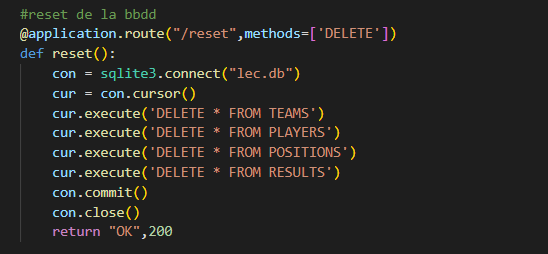 #reset de la bbdd
@application.route("/reset",methods=['DELETE'])
def reset():
    con = sqlite3.connect("lec.db")
    cur = con.cursor()
    cur.execute('DELETE * FROM TEAMS')
    cur.execute('DELETE * FROM PLAYERS')
    cur.execute('DELETE * FROM POSITIONS')
    cur.execute('DELETE * FROM RESULTS')
    con.commit()
    con.close()
    return "OK",200